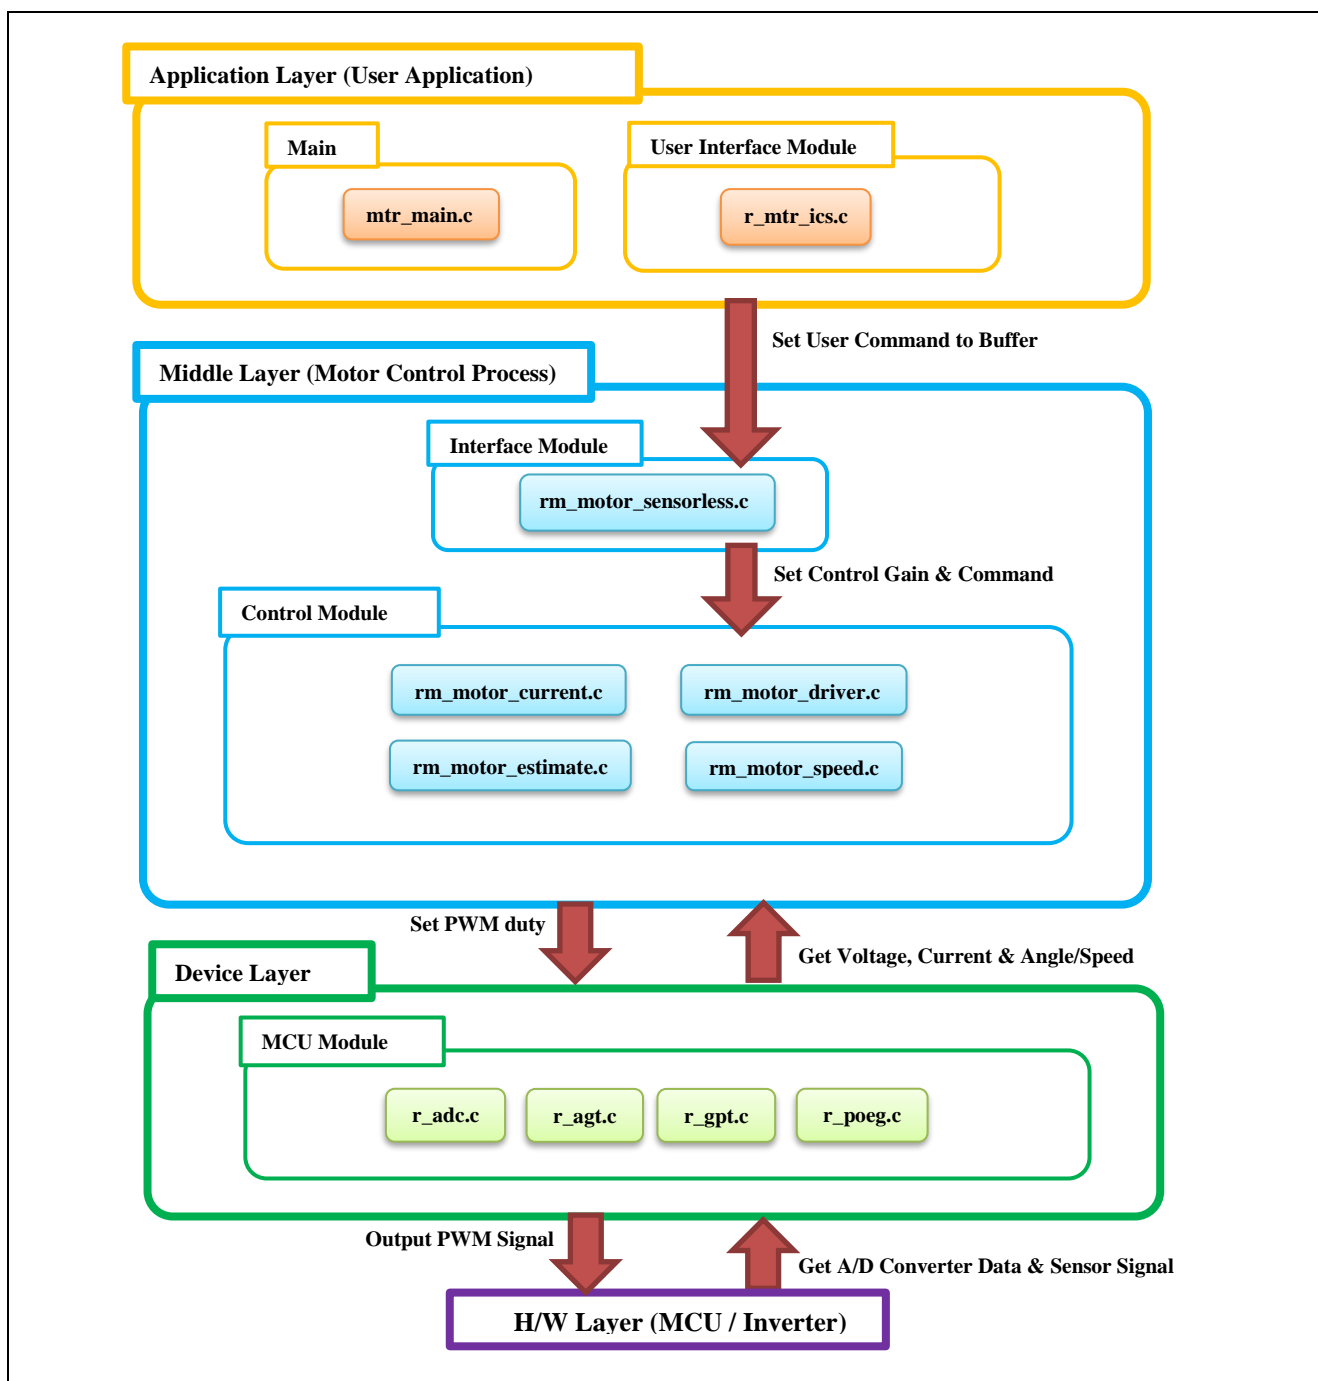 Application Layer (User Application)
Main
User Interface Module
mtr_main.c
r_mtr_ics.c
Set User Command to Buffer
Middle Layer (Motor Control Process)
Interface Module
rm_motor_sensorless.c
Set Control Gain & Command
Control Module
rm_motor_current.c
rm_motor_driver.c
rm_motor_estimate.c
rm_motor_speed.c
Set PWM duty
Get Voltage, Current & Angle/Speed
Device Layer
MCU Module
r_adc.c
r_agt.c
r_gpt.c
r_poeg.c
Output PWM Signal
Get A/D Converter Data & Sensor Signal
H/W Layer (MCU / Inverter)